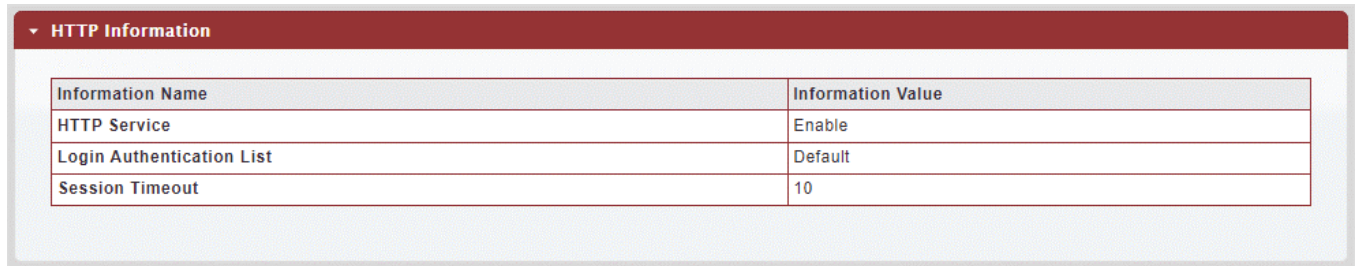 HTTP Information
Information Name Information Value
HTTP Service Enable
Login Authentication List Default
Session Timeout 10